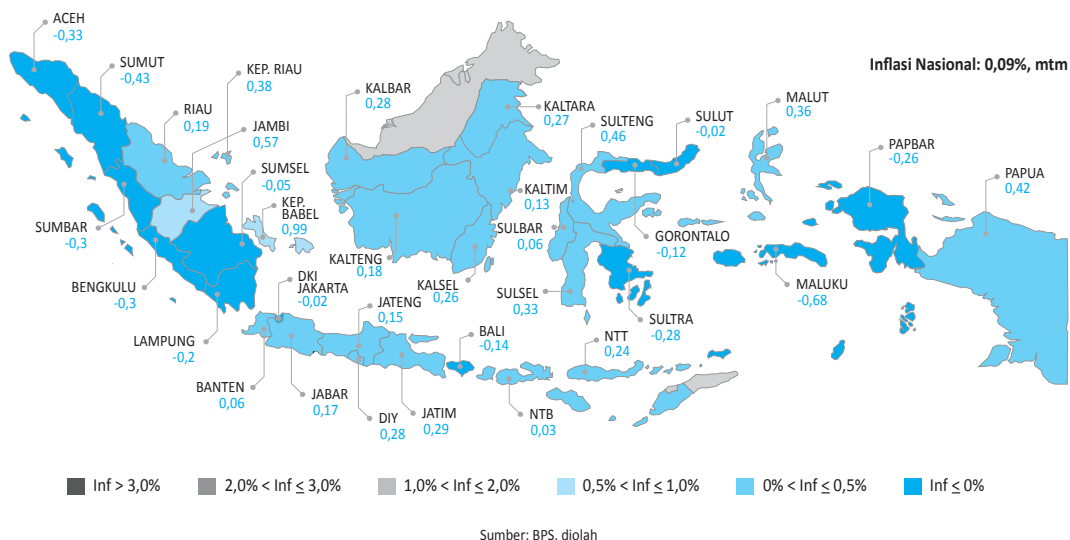 ACEH
-0,33
SUMUT
-0,43
KEP. RIAU
0,38
RIAU
0,19
JAMBI
0,57
SUMSEL
-0,05
KEP.
BABEL
0,99
SUMBAR
-0,3
BENGKULU
-0,3
LAMPUNG
-0,2
DKI
JAKARTA
-0,02
BANTEN
0,06
JABAR
0,17
JATENG
0,15
DIY
0,28
JATIM
0,29
BALI
-0,14
NTB
0,03
NTT
0,24
KALBAR
0,28
KALTARA
0,27
KALTIM
0,13
KALTENG
0,18
KALSEL
0,26
SULTENG
0,46
SULUT
-0,02
SULBAR
0,06
GORONTALO
-0,12
SULSEL
0,33
SULTRA
-0,28
MALUT
0,36
MALUKU
-0,68
PAPBAR
-0,26
PAPUA
0,42
Inflasi Nasional: 0,09%, mtm
Inf > 3,0%
2,0% < Inf ≤ 3,0%
1,0% < Inf ≤ 2,0%
0,5% < Inf ≤ 1,0%
0% < Inf ≤ 0,5%
Inf ≤ 0%
Sumber: BPS, diolah